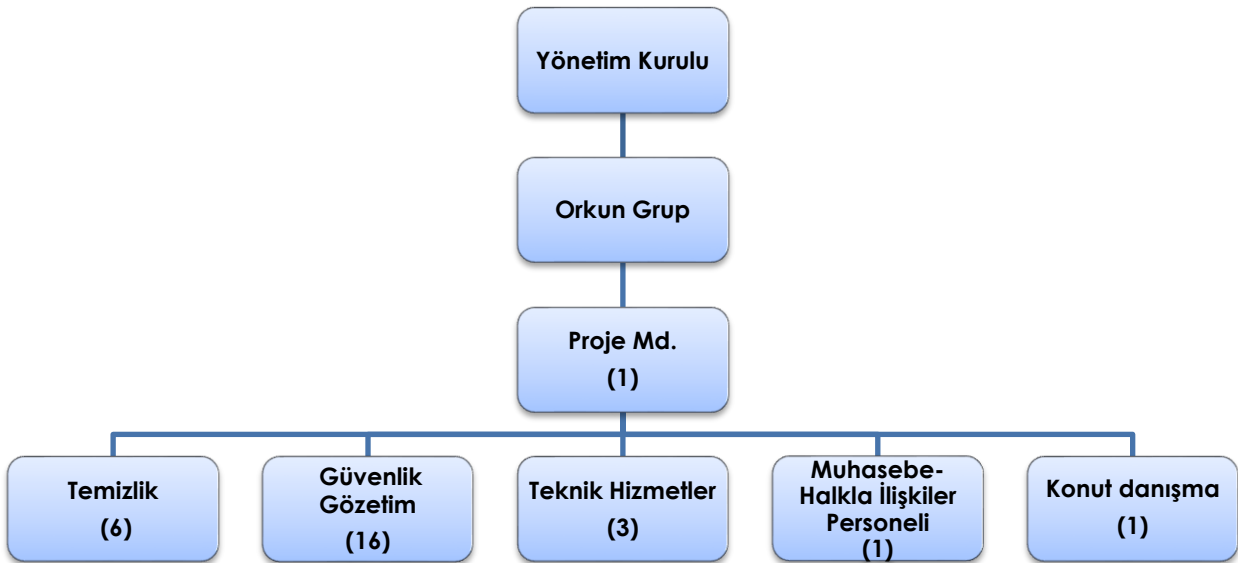 Yönetim Kurulu
Orkun Grup
Proje Md.
(1)
Temizlik
(6)
Güvenlik
Gözetim
(16)
Teknik Hizmetler
(3)
Muhasebe-
Halkla İlişkiler
Personeli
(1)
Konut danışma
(1)